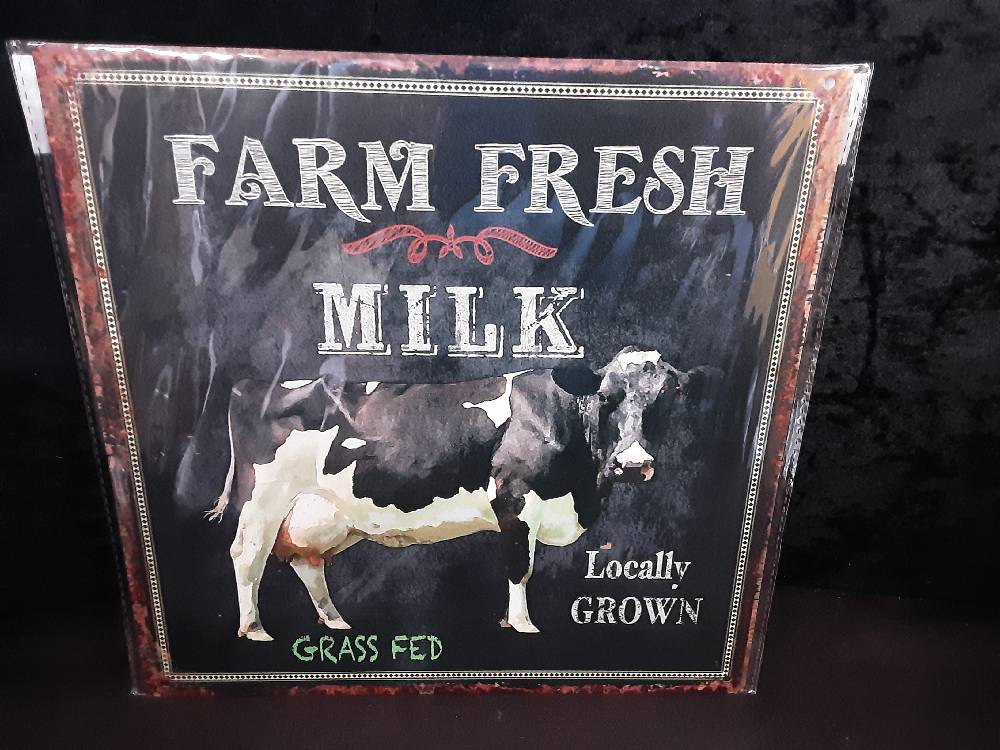 FARM FRESH
MILK
Locally
GROWN
GRASS FED